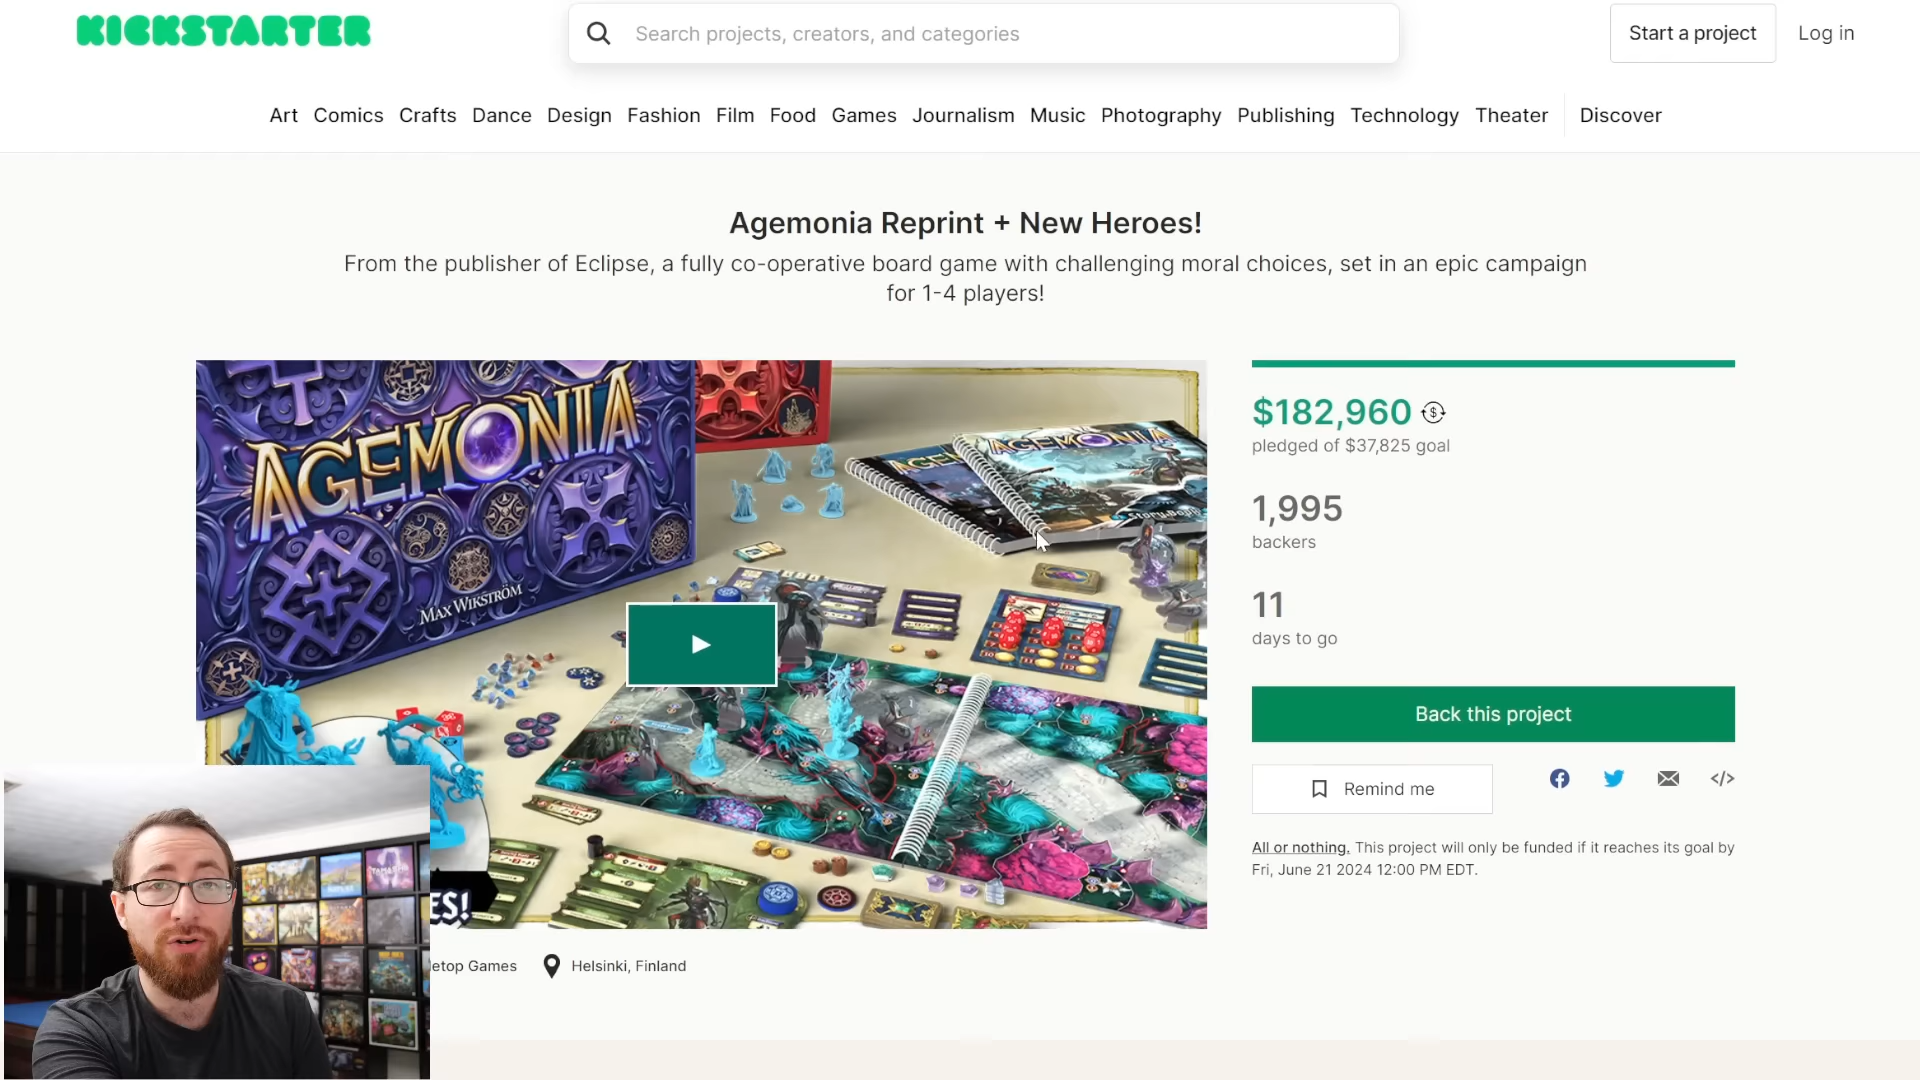 KICKSTARTER
Search projects, creators, and categories
Start a project
Log in
Art Comics Crafts Dance Design Fashion Film Food Games Journalism Music Photography Publishing Technology Theater Discover
Agemonia Reprint + New Heroes!
From the publisher of Eclipse, a fully co-operative board game with challenging moral choices, set in an epic campaign
for 1-4 players!
AGEMONIA
MAX WIKSTRÖM
AGEMONIA
$182,960
pledged of $37,825 goal
1,995
backers
11
days to go
Back this project
Remind me
All or nothing. This project will only be funded if it reaches its goal by
Fri, June 21 2024 12:00 PM EDT.
ES!
letop Games
Helsinki, Finland